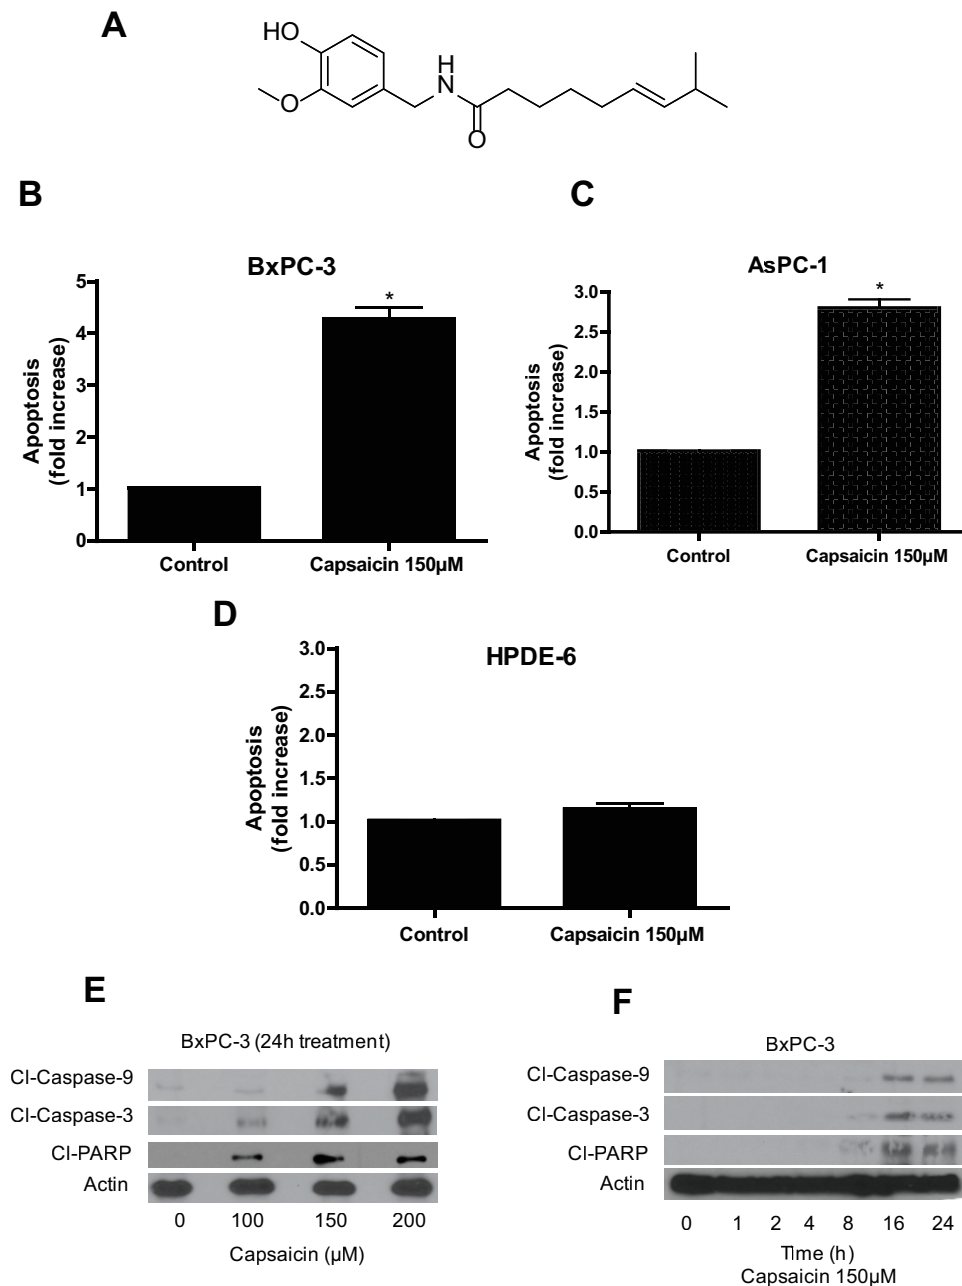 A
HO
O
H
N
O
B
BxPC-3
Apoptosis
(fold increase)
5
4
3
2
1
0
*
Control
Capsaicin 150µM
C
AsPC-1
Apoptosis
(fold increase)
3.0
2.5
2.0
1.5
1.0
0.5
0.0
*
Control
Capsaicin 150µM
D
HPDE-6
Apoptosis
(fold increase)
3.0
2.5
2.0
1.5
1.0
0.5
0.0
Control
Capsaicin 150µM
E
BxPC-3 (24h treatment)
Cl-Caspase-9
Cl-Caspase-3
Cl-PARP
Actin
0 100 150 200
Capsaicin (µM)
F
BxPC-3
Cl-Caspase-9
Cl-Caspase-3
Cl-PARP
Actin
0 1 2 4 8 16 24
Time (h)
Capsaicin 150µM